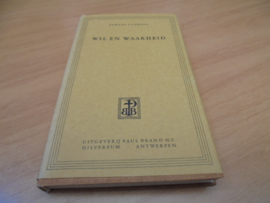 WIL EN WAARHEID
UITGEVERIJ PAUL BRAND N.V.
HILVERSUM ANTWERPEN